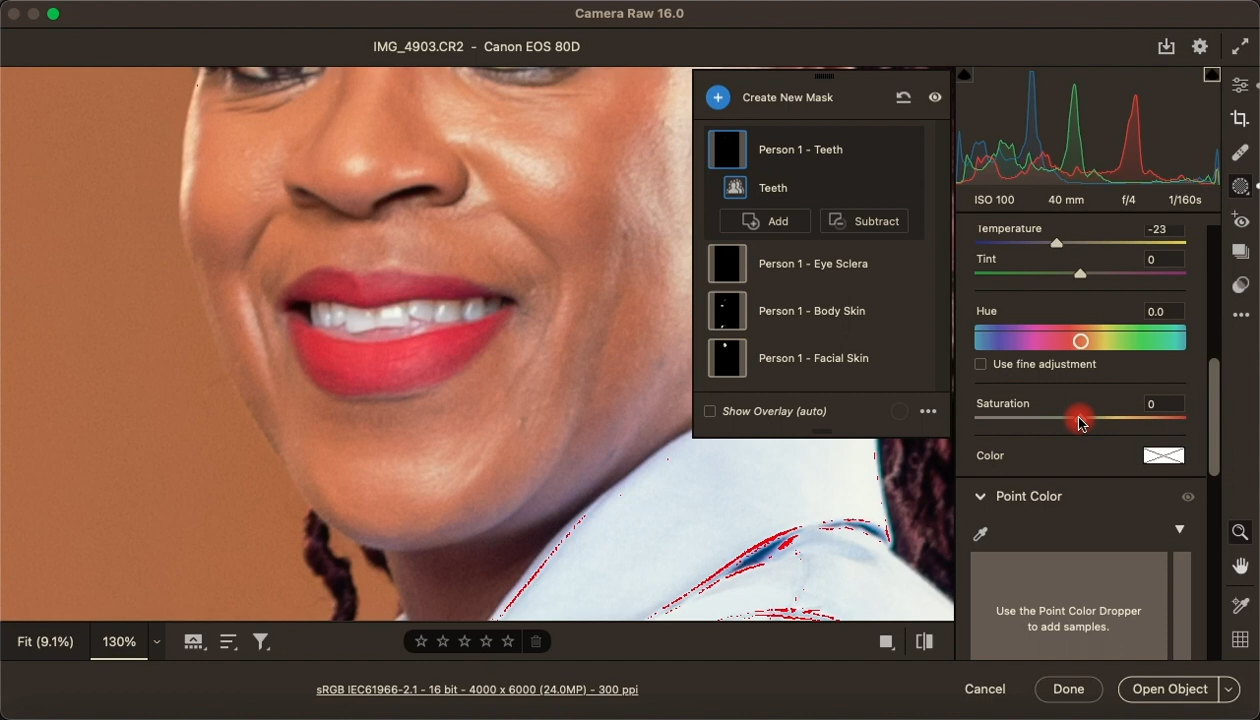 Camera Raw 16.0
IMG_4903.CR2 - Canon EOS 80D
Create New Mask
Person 1 - Teeth
Teeth
Add
Subtract
Person 1 - Eye Sclera
Person 1 - Body Skin
Person 1 - Facial Skin
Show Overlay (auto)
ISO 100 40 mm f/4 1/160s
Temperature -23
Tint 0
Hue 0.0
Use fine adjustment
Saturation 0
Color
Point Color
Use the Point Color Dropper
to add samples.
Fit (9.1%) 130%
sRGB IEC61966-2.1 - 16 bit - 4000 x 6000 (24.0MP) - 300 ppi
Cancel Done Open Object